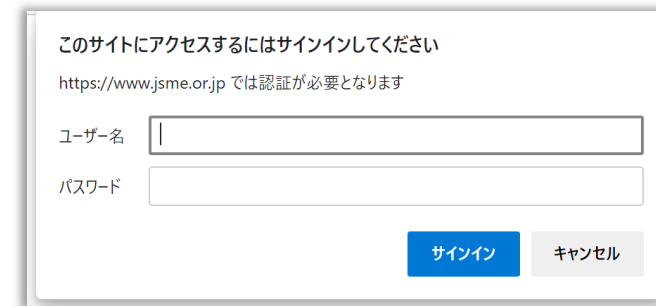 このサイトにアクセスするにはサインインしてください
https://www.jsme.or.jp では認証が必要となります
ユーザー名
パスワード
サインイン キャンセル